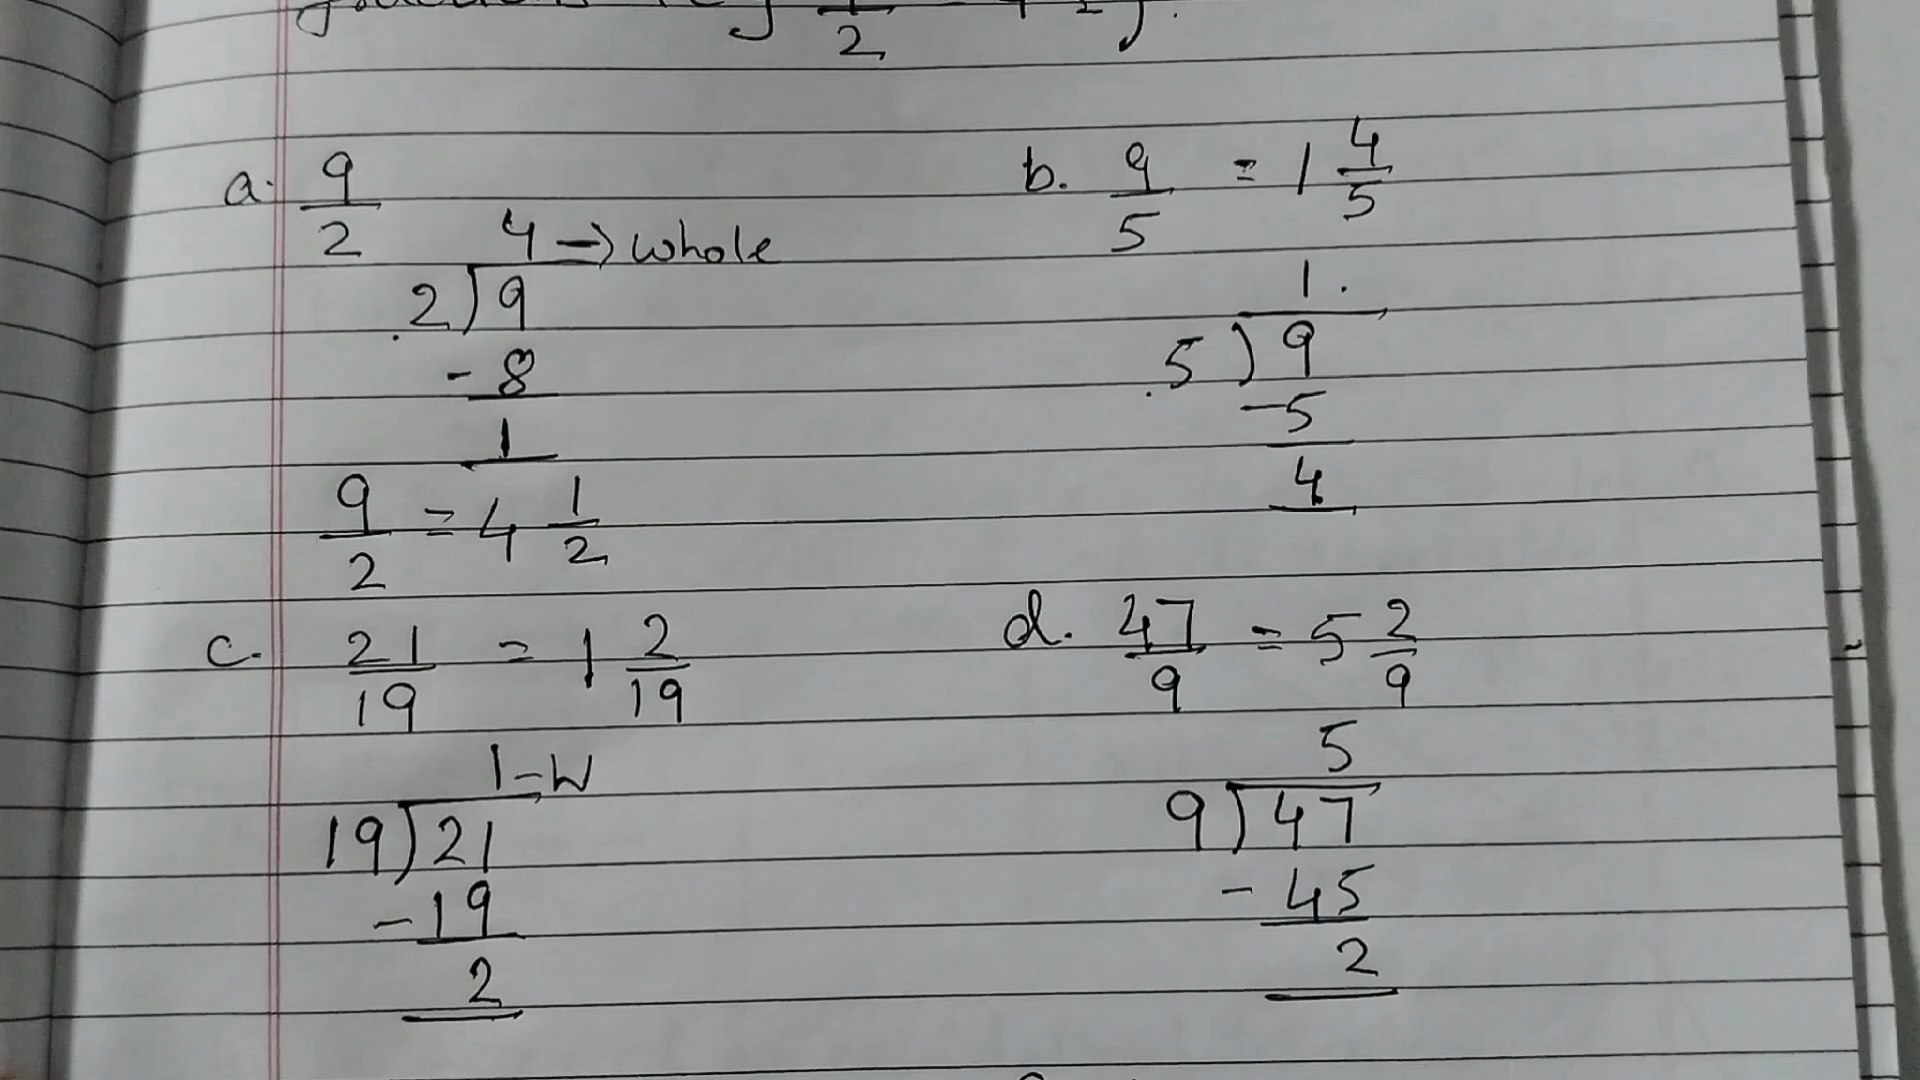 2
a. 9/2
4 => whole
2)9
- 8
1
9/2 = 4 1/2
b. 9/5 = 1 4/5
1.
5)9
-5
4
c. 21/19 = 1 2/19
1-W
19)21
-19
2
d. 47/9 = 5 2/9
5
9)47
- 45
2